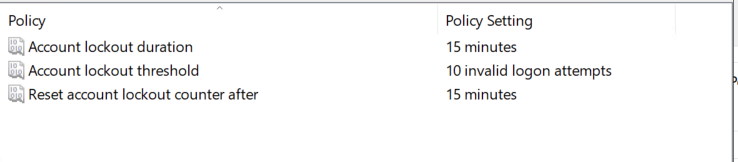 Policy Policy Setting
Account lockout duration 15 minutes
Account lockout threshold 10 invalid logon attempts
Reset account lockout counter after 15 minutes